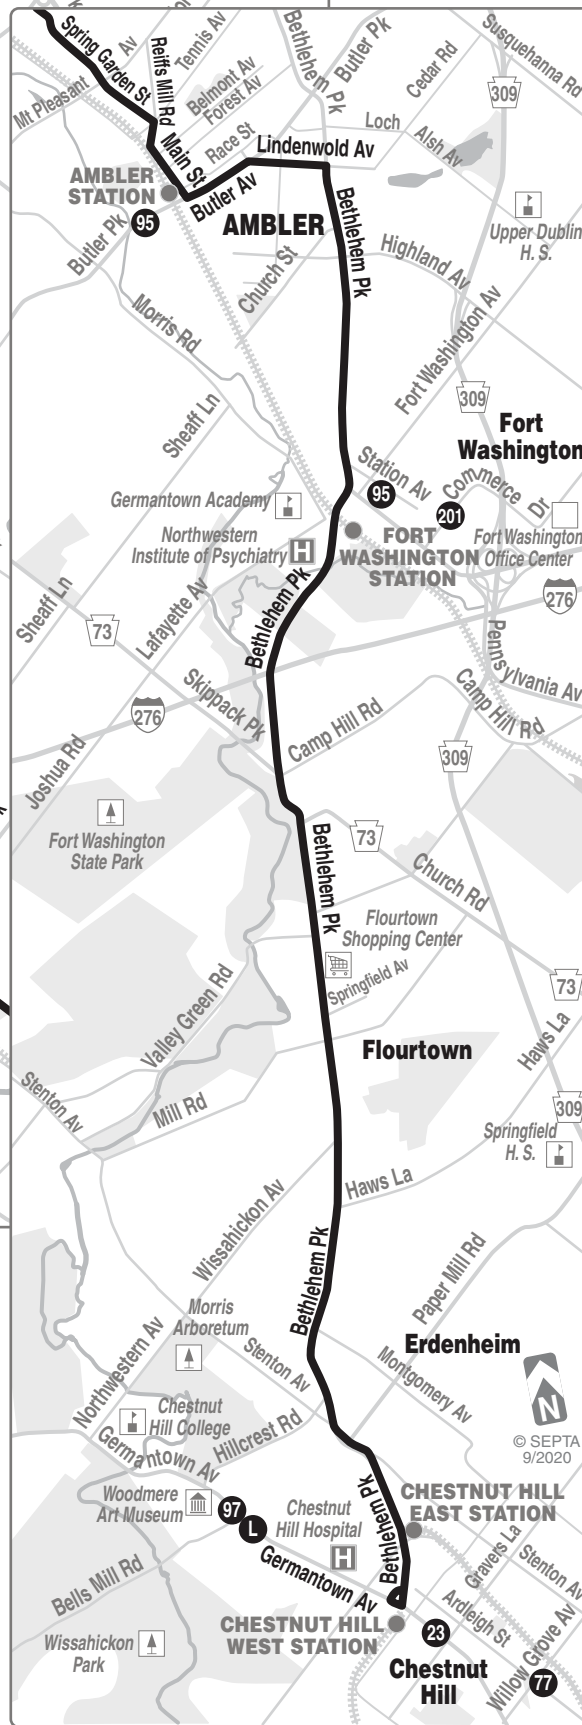 Spring Garden St
Mt Pleasant
Av
Reiffs Mill Rd
Tennis Av
Belmont Av
Forest Av
Bethlehem Pk
Butler Pk
Cedar Rd
Susquehanna Rd
309
Race St
Loch
Alsh Av
Main St
Lindenwold Av
AMBLER
STATION
95
Butler Av
AMBLER
Butler Pk
Bethlehem Pk
Upper Dublin
H. S.
Church St
Highland Av
Morris Rd
Fort Washington Av
309
Sheaff Ln
Fort
Washington
Station Av
95
Commerce
Dr
201
Germantown Academy
Northwestern
Institute of Psychiatry
H
FORT
WASHINGTON
STATION
Fort Washington
Office Center
276
Sheaff Ln
73
Lafayette Av
Bethlehem Pk
Penns
ylvania Av
Skippack Pk
276
Camp Hill Rd
Camp Hill Rd
309
Joshua Rd
Fort Washington
State Park
Bethlehem Pk
73
Church Rd
Flourtown
Shopping Center
Springfield Av
73
Valley Green Rd
Haws La
Flourtown
Stenton Av
Mill Rd
309
Springfield
H. S.
Haws La
Wissahickon Av
Bethlehem Pk
Paper Mill Rd
Morris
Arboretum
Northwestern Av
Stenton Av
Erdenheim
Montgomery Av
N
© SEPTA
9/2020
Chestnut
Hill College
Hillcrest Rd
Germantown Av
Bethlehem Pk
CHESTNUT HILL
EAST STATION
Woodmere
Art Museum
97
L
Chestnut
Hill Hospital
H
Gravers La
Stenton Av
Germantown Av
Bells Mill Rd
Ardleigh St
CHESTNUT HILL
WEST STATION
23
Willow Grove Av
Wissahickon
Park
Chestnut
Hill
77